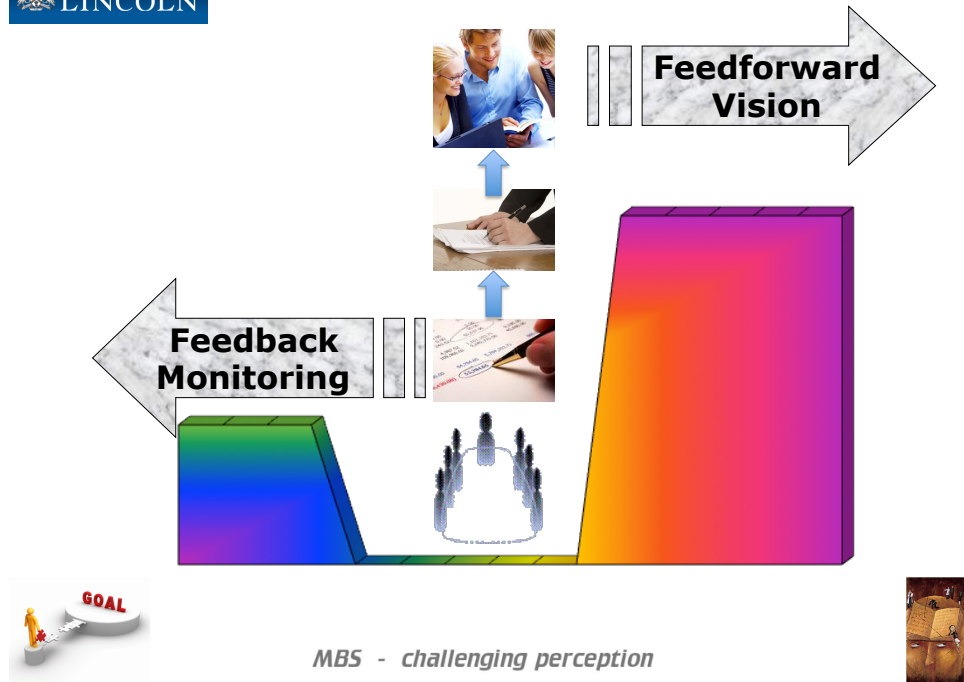 LINCOLN
Feedforward
Vision
Feedback
Monitoring
GOAL
MBS - challenging perception